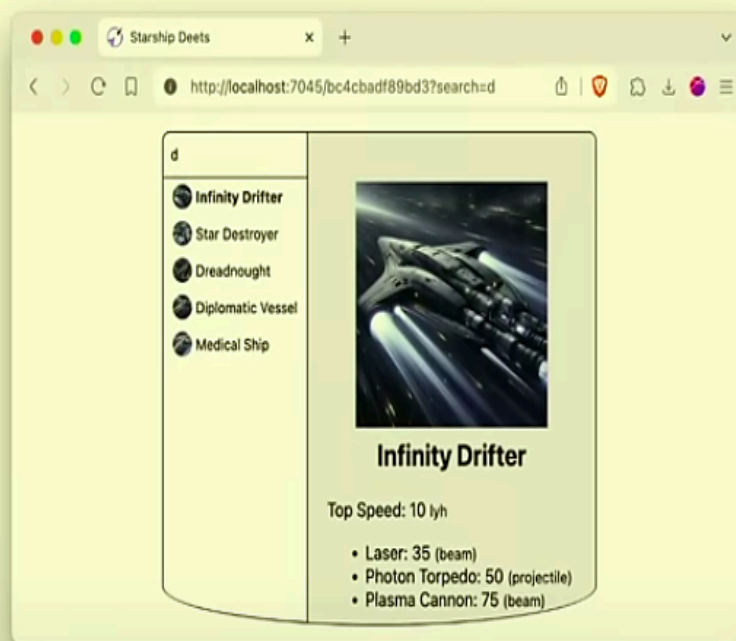 Starship Deets
http://localhost:7045/bc4cbadf89bd3?search=d
d
Infinity Drifter
Star Destroyer
Dreadnought
Diplomatic Vessel
Medical Ship
Infinity Drifter
Top Speed: 10 lyh
• Laser: 35 (beam)
• Photon Torpedo: 50 (projectile)
• Plasma Cannon: 75 (beam)